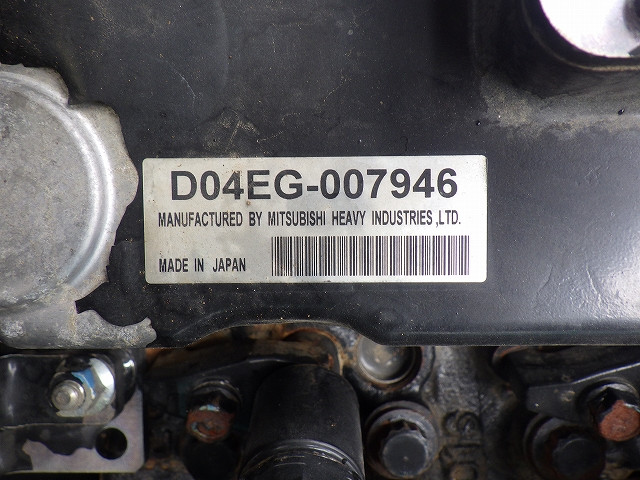 D04EG-007946
MANUFACTURED BY MITSUBISHI HEAVY INDUSTRIES ,LTD.
MADE IN JAPAN